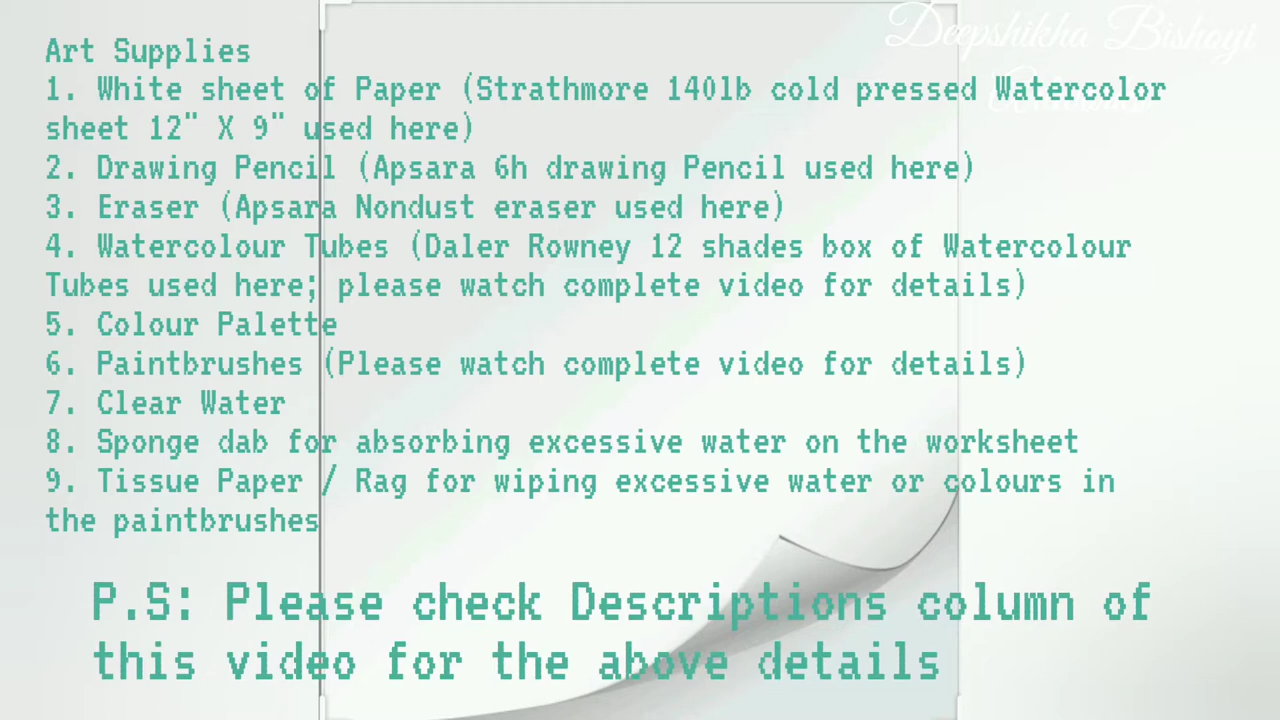 Deepshikha Bishoyi
Art Supplies
1. White sheet of Paper (Strathmore 140lb cold pressed Watercolor
sheet 12" X 9" used here)
2. Drawing Pencil (Apsara 6h drawing Pencil used here)
3. Eraser (Apsara Nondust eraser used here)
4. Watercolour Tubes (Daler Rowney 12 shades box of Watercolour
Tubes used here; please watch complete video for details)
5. Colour Palette
6. Paintbrushes (Please watch complete video for details)
7. Clear Water
8. Sponge dab for absorbing excessive water on the worksheet
9. Tissue Paper / Rag for wiping excessive water or colours in
the paintbrushes
P.S: Please check Descriptions column of
this video for the above details